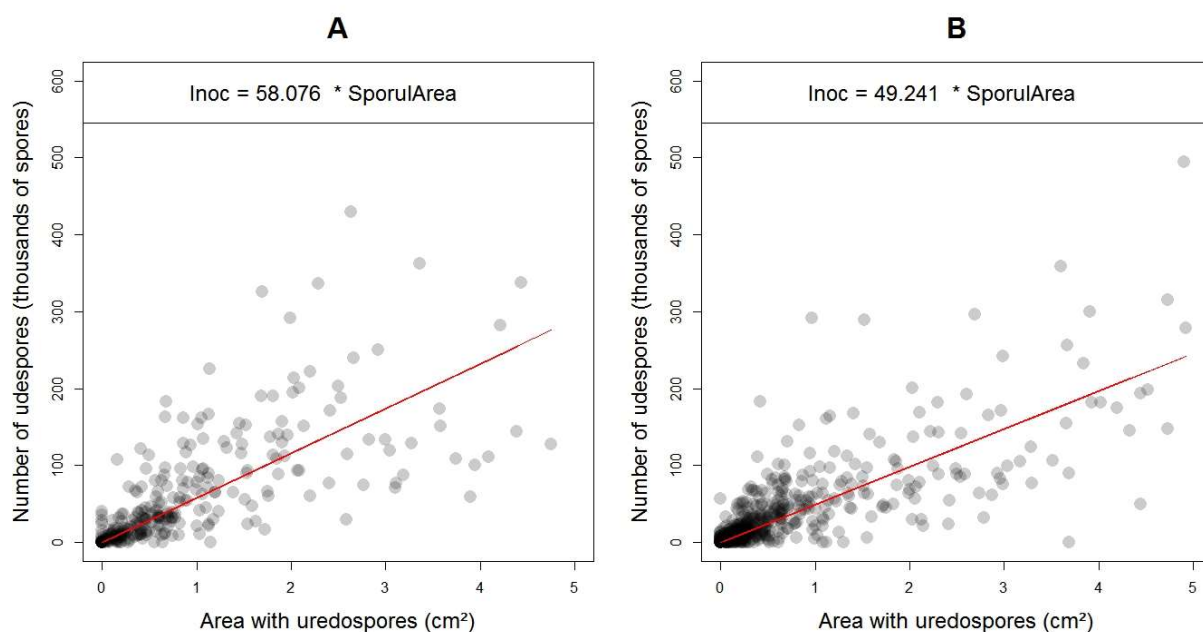 A
Inoc = 58.076 * SporulArea
Number of udespores (thousands of spores)
600
500
400
300
200
100
0
0 1 2 3 4 5
Area with uredospores (cm²)
B
Inoc = 49.241 * SporulArea
Number of udespores (thousands of spores)
600
500
400
300
200
100
0
0 1 2 3 4 5
Area with uredospores (cm²)